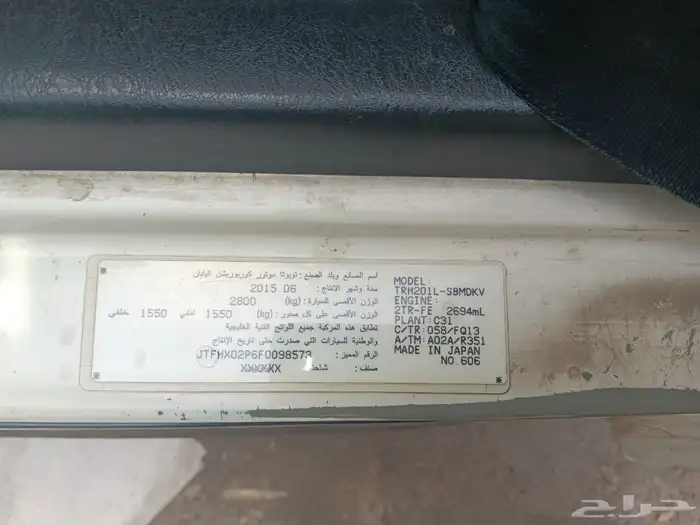 اسم الصانع وبلد الصنع : تويوتا موتور كوربوريشن اليابان
سنة وشهر الانتاج : 06 2015
الوزن الأقصى للسيارة : (kg) 2800
الوزن الأقصى على كل محور : (kg) 1550 امامي 1550 خلفي
تطابق هذه المركبة جميع اللوائح الفنية الخليجية
والوطنية للسيارات التي صدرت حتى تاريخ الإنتاج
الرقم المميز : JTFHX02P6F0098573
صنف : شاحنة XXXXXX
MODEL:
TRH201L-SBMDKV
ENGINE:
2TR-FE 2694mL
PLANT: C31
C/TR: 058/FQ13
A/TM: A02A/R351
MADE IN JAPAN
NO.606
حراج